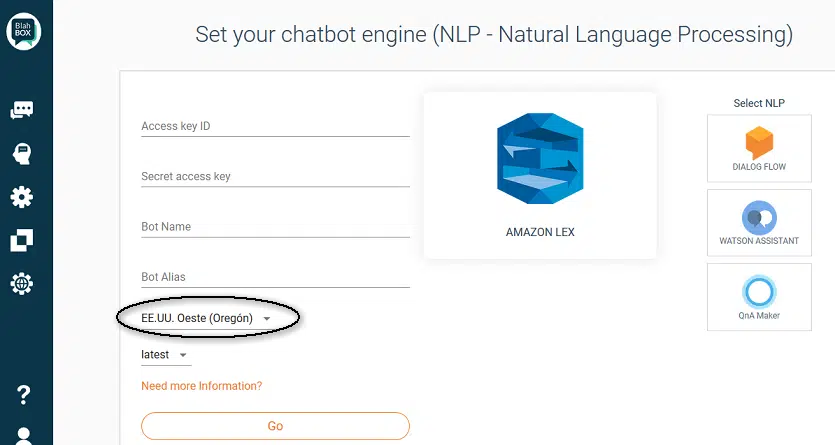 Blah
BOX
Set your chatbot engine (NLP - Natural Language Processing)
Access key ID
Secret access key
Bot Name
Bot Alias
EE.UU. Oeste (Oregón)
latest
Need more Information?
Go
AMAZON LEX
Select NLP
DIALOG FLOW
WATSON ASSISTANT
QnA Maker
?